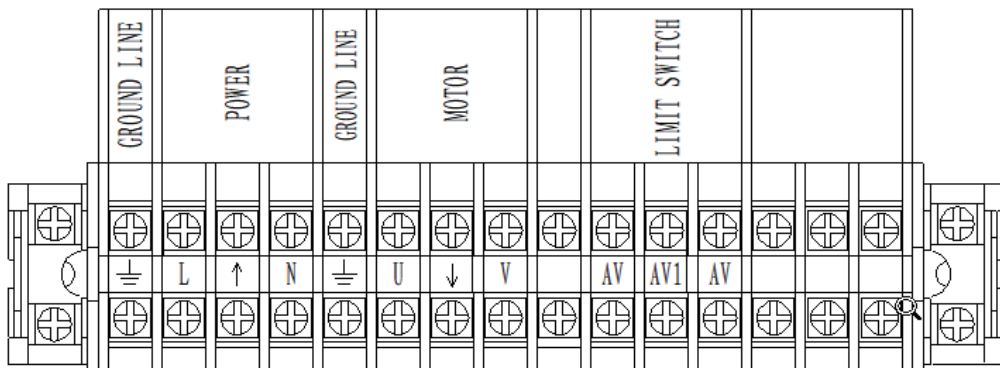 GROUND LINE
POWER
GROUND LINE
MOTOR
LIMIT SWITCH
L ↑ N U ↓ V AV AV1 AV